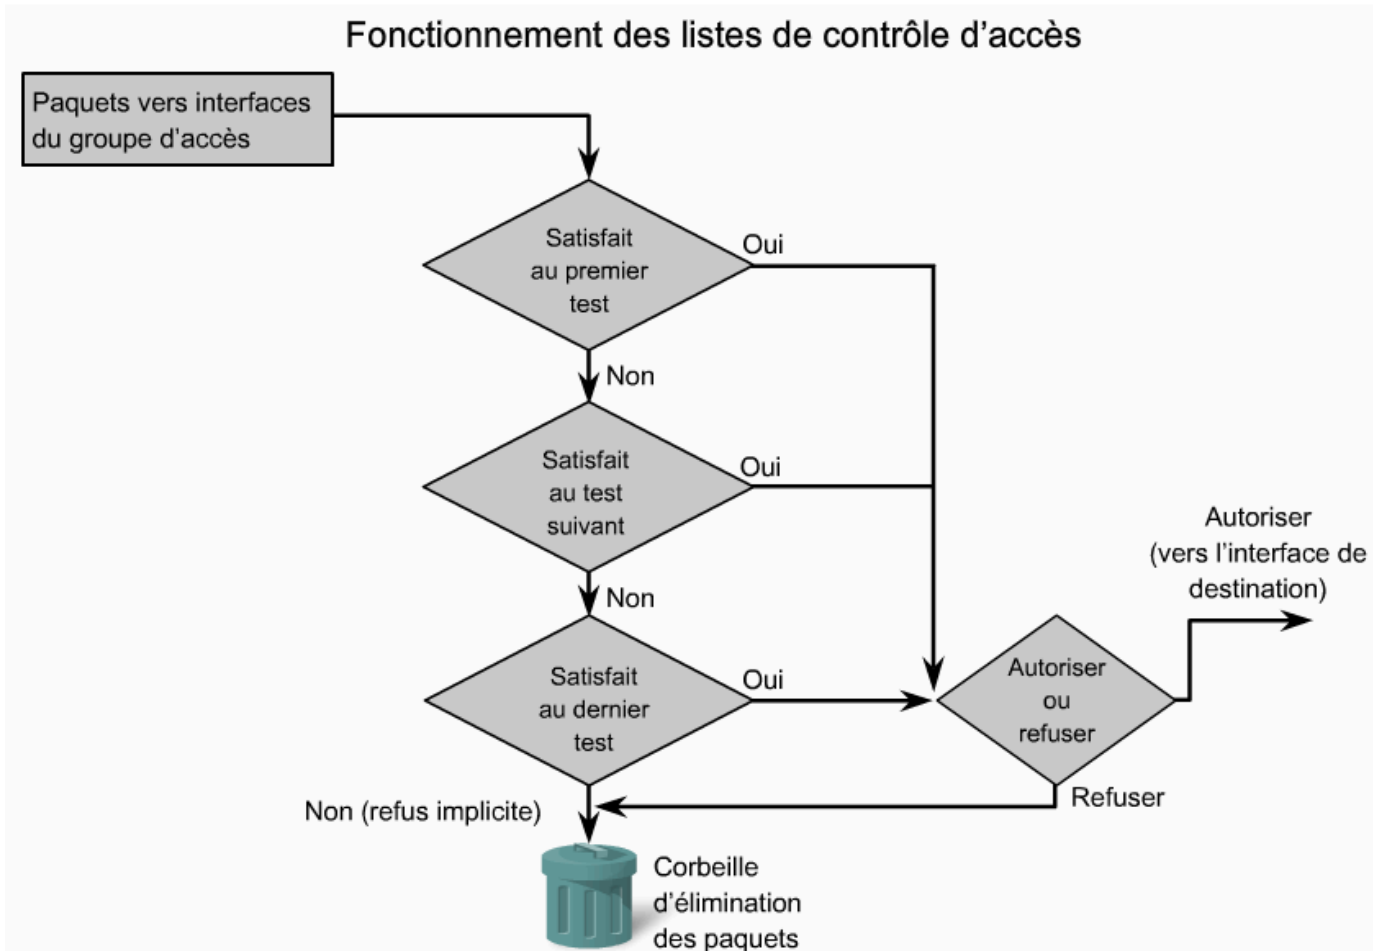 Fonctionnement des listes de contrôle d'accès
Paquets vers interfaces
du groupe d'accès
Satisfait
au premier
test
Oui
Non
Satisfait
au test
suivant
Oui
Non
Satisfait
au dernier
test
Oui
Autoriser
ou
refuser
Autoriser
(vers l'interface de
destination)
Refuser
Non (refus implicite)
Corbeille
d'élimination
des paquets